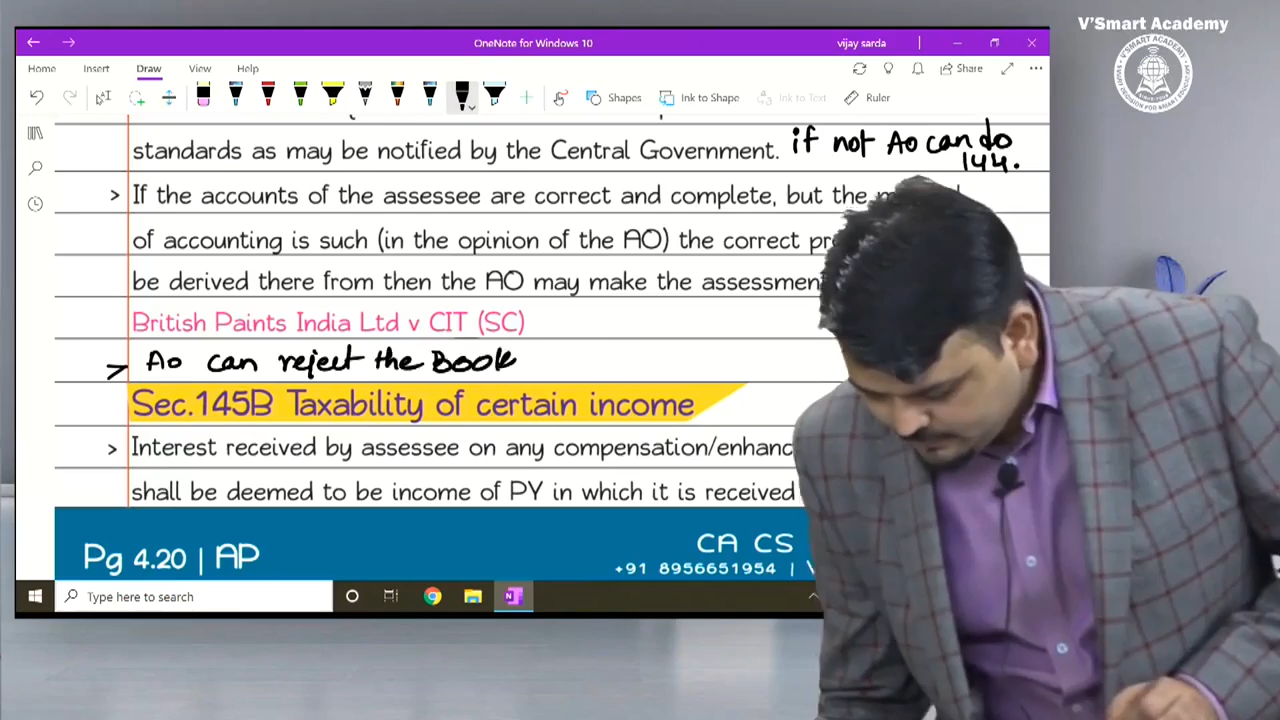 V'Smart Academy
OneNote for Windows 10
vijay sarda
Home Insert Draw View Help
Share
Shapes Ink to Shape Ink to Text Ruler
standards as may be notified by the Central Government. if not Ao can do
144.
> If the accounts of the assessee are correct and complete, but the
of accounting is such (in the opinion of the AO) the correct
be derived there from then the AO may make the assessment
British Paints India Ltd v CIT (SC)
> Ao can reject the Book
Sec.145B Taxability of certain income
> Interest received by assessee on any compensation/
shall be deemed to be income of PY in which it is received
Pg 4.20 | AP
CA CS
+91 8956651954 |
Type here to search